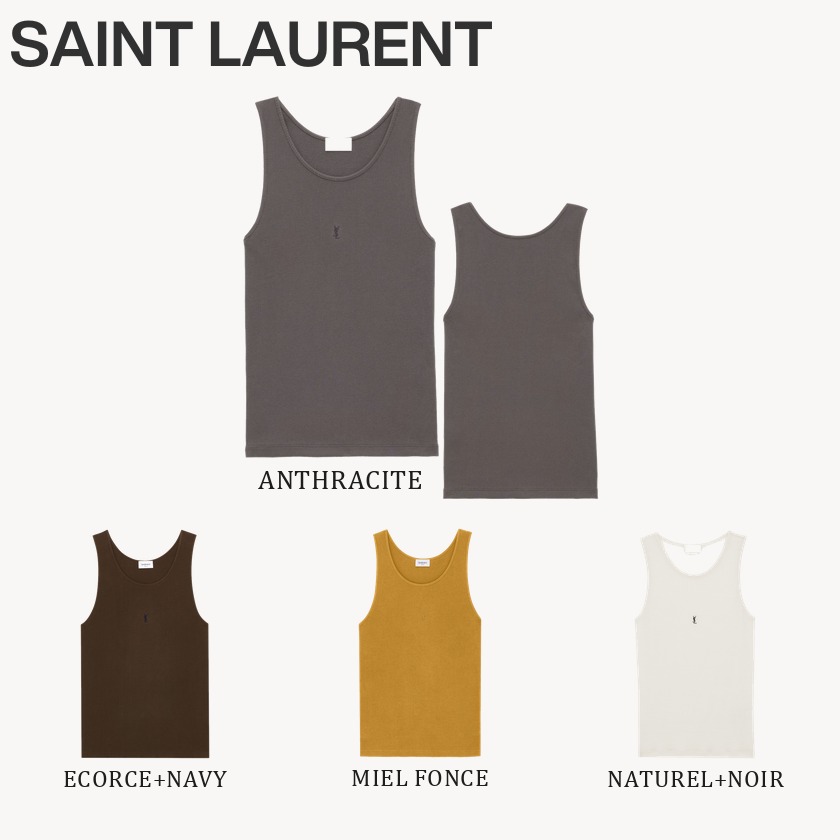 SAINT LAURENT
ANTHRACITE
ECORCE+NAVY
MIEL FONCE
NATUREL+NOIR